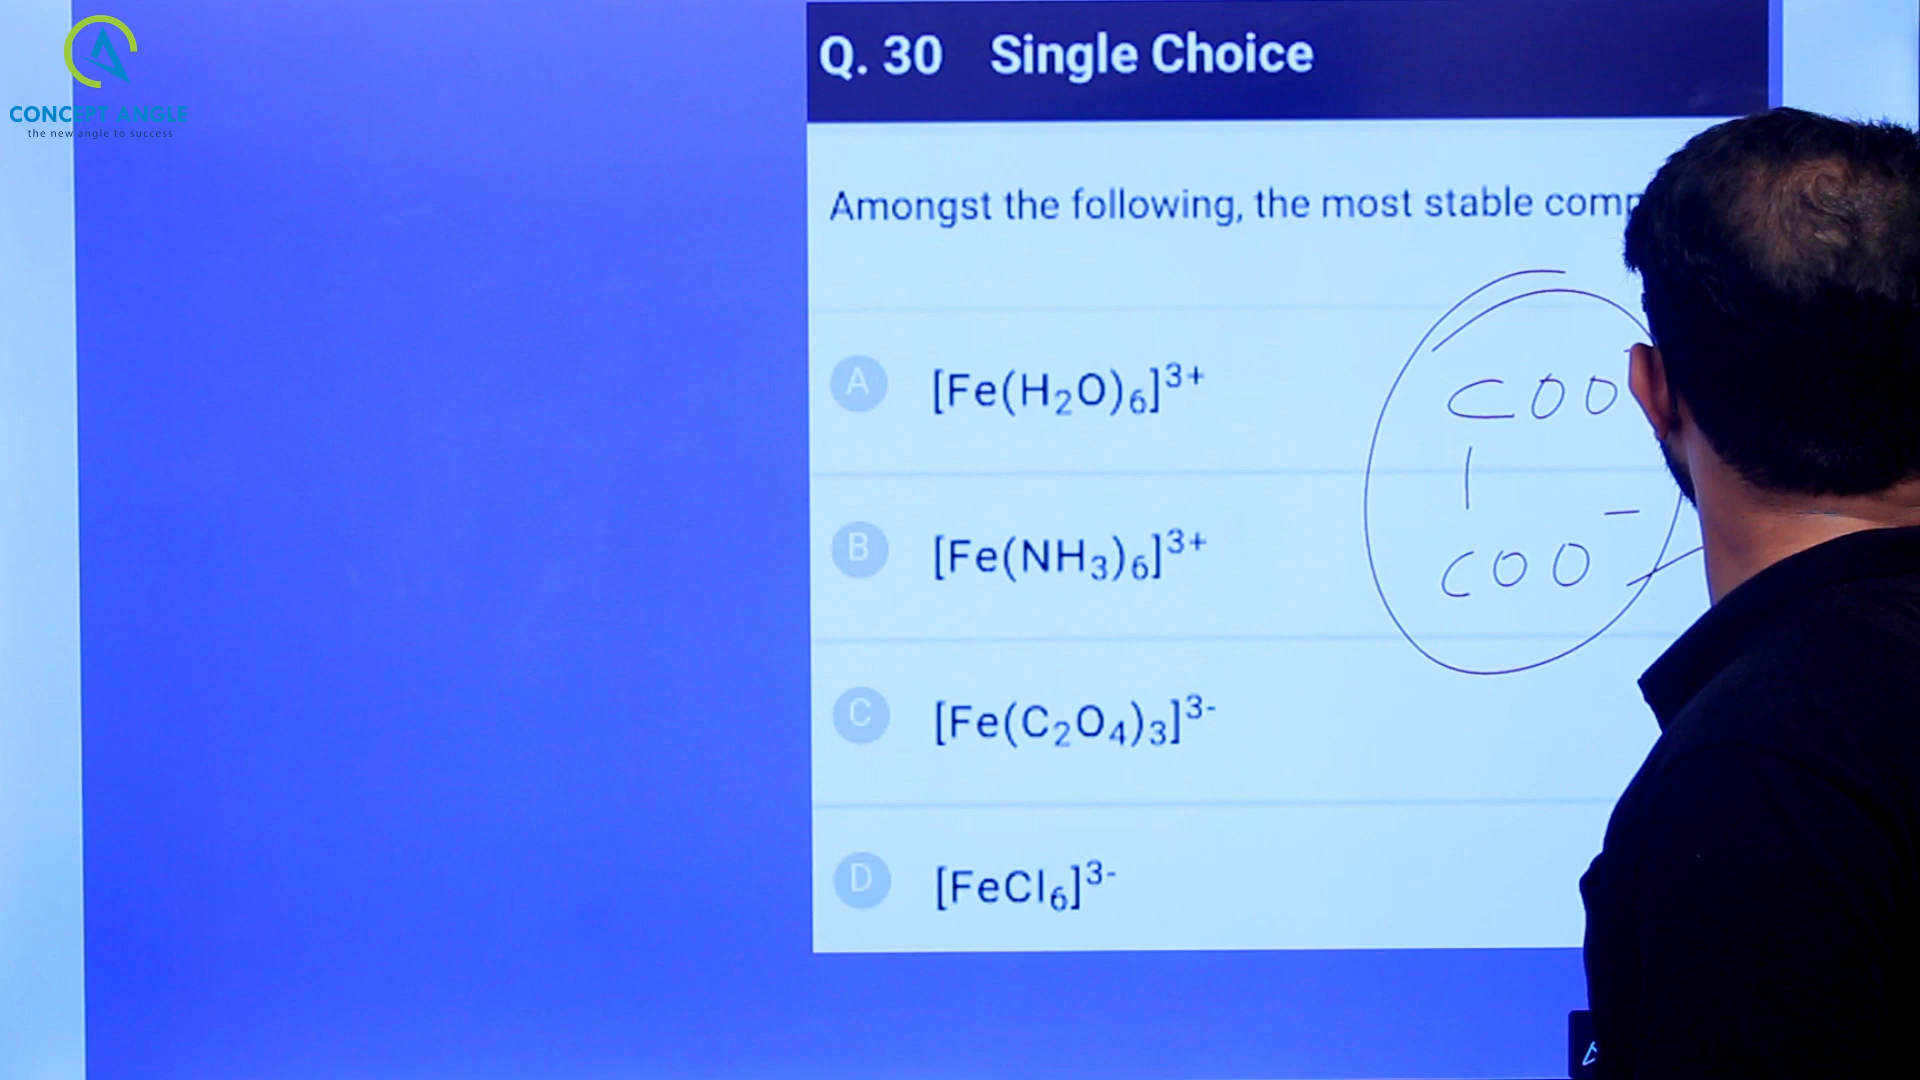 CONCEPT ANGLE
the new angle to success
Q. 30 Single Choice
Amongst the following, the most stable
A [Fe(H₂O)₆]³⁺
B [Fe(NH₃)₆]³⁺
C [Fe(C₂O₄)₃]³⁻
D [FeCl₆]³⁻
COO
|
COO⁻